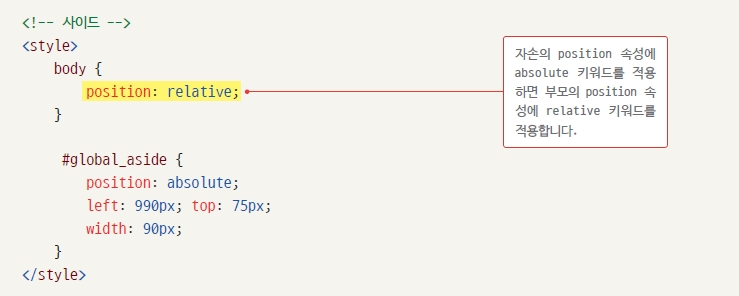 <!-- 사이드 -->
<style>
body {
position: relative;
}
#global_aside {
position: absolute;
left: 990px; top: 75px;
width: 90px;
}
</style>
자손의 position 속성에
absolute 키워드를 적용
하면 부모의 position 속
성에 relative 키워드를
적용합니다.